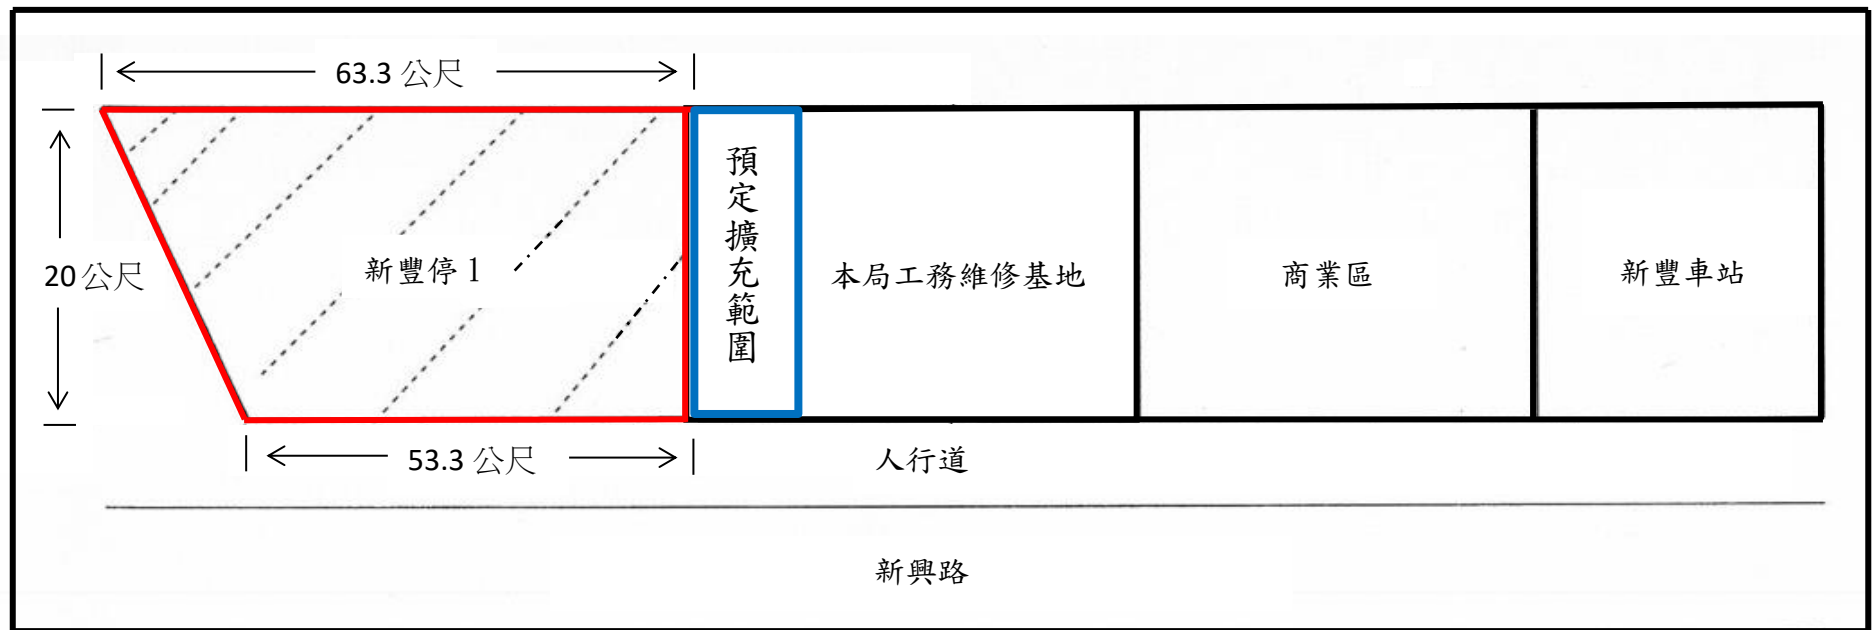 63.3 公尺
20公尺
新豐停 1
預定擴充範圍
本局工務維修基地
商業區
新豐車站
53.3 公尺
人行道
新興路